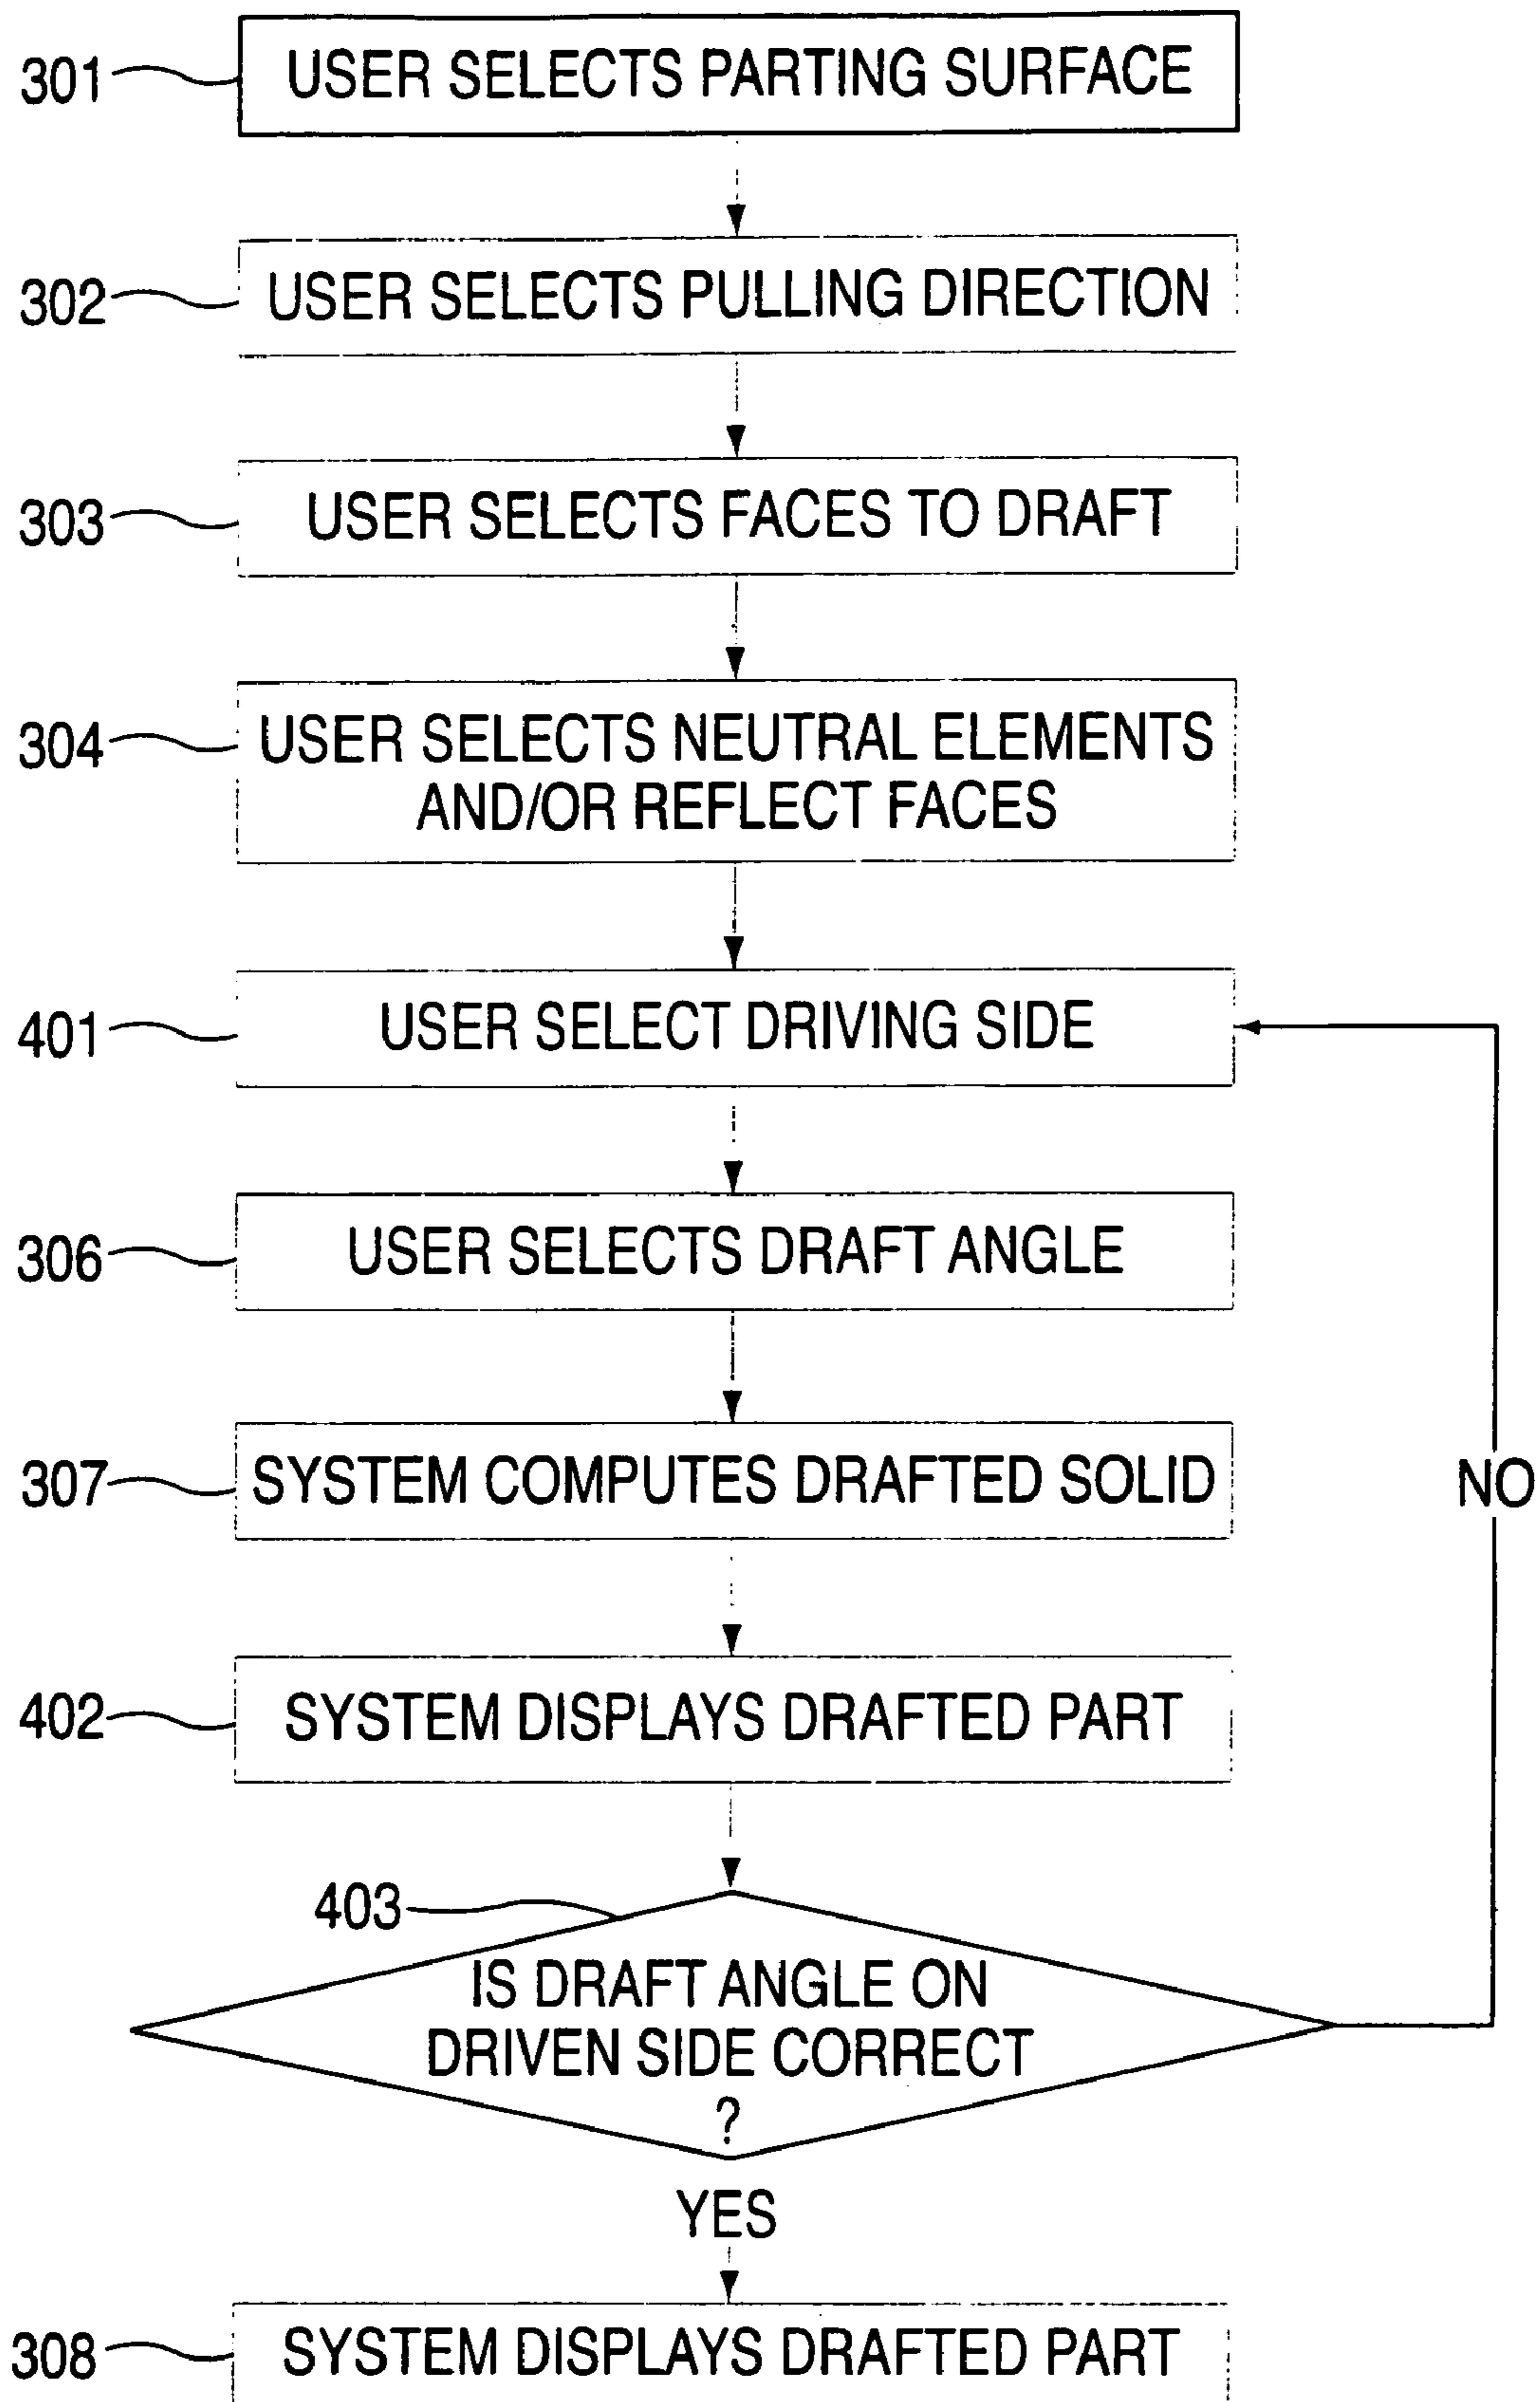 301 USER SELECTS PARTING SURFACE
302 USER SELECTS PULLING DIRECTION
303 USER SELECTS FACES TO DRAFT
304 USER SELECTS NEUTRAL ELEMENTS
AND/OR REFLECT FACES
401 USER SELECT DRIVING SIDE
306 USER SELECTS DRAFT ANGLE
307 SYSTEM COMPUTES DRAFTED SOLID
NO
402 SYSTEM DISPLAYS DRAFTED PART
403
IS DRAFT ANGLE ON
DRIVEN SIDE CORRECT
?
YES
308 SYSTEM DISPLAYS DRAFTED PART